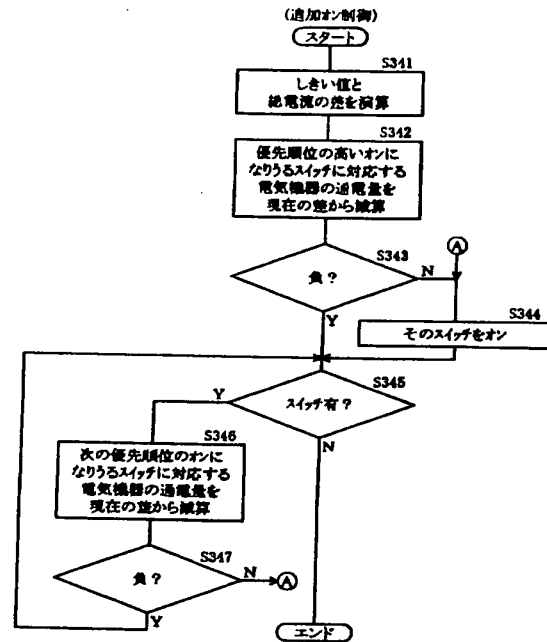 (追加オン制御)
スタート
S341
しきい値と
総電流の差を演算
S342
優先順位の高いオンに
なりうるスイッチに対応する
電気機器の通電量を
現在の差から減算
A
S343
負?
N
Y
S344
そのスイッチをオン
S345
スイッチ有?
Y
N
S346
次の優先順位のオンに
なりうるスイッチに対応する
電気機器の通電量を
現在の差から減算
S347
負?
N
A
Y
エンド